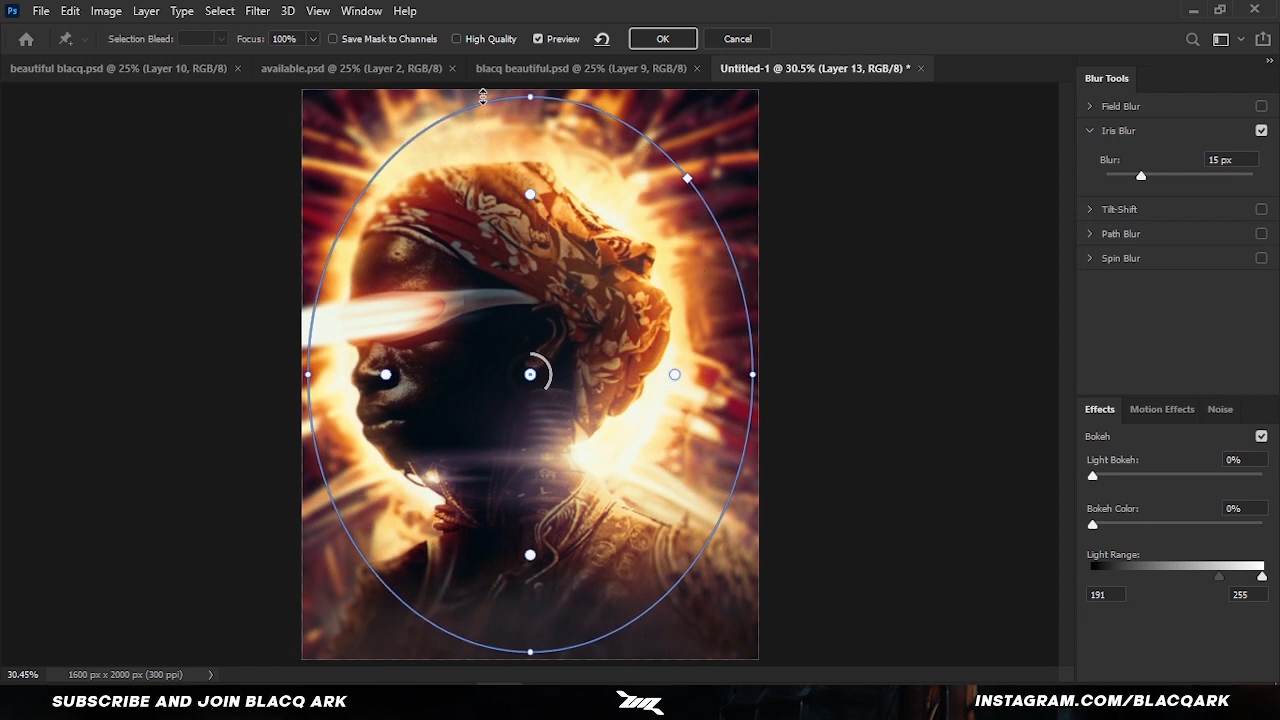 Ps File Edit Image Layer Type Select Filter 3D View Window Help
Selection Bleed: Focus: 100% Save Mask to Channels High Quality Preview OK Cancel
beautiful blacq.psd @ 25% (Layer 10, RGB/8) × available.psd @ 25% (Layer 2, RGB/8) × blacq beautiful.psd @ 25% (Layer 9, RGB/8) × Untitled-1 @ 30.5% (Layer 13, RGB/8) * ×
Blur Tools
Field Blur
Iris Blur
Blur: 15 px
Tilt-Shift
Path Blur
Spin Blur
Effects Motion Effects Noise
Bokeh
Light Bokeh: 0%
Bokeh Color: 0%
Light Range:
191 255
30.45% 1600 px x 2000 px (300 ppi)
SUBSCRIBE AND JOIN BLACQ ARK
INSTAGRAM.COM/BLACQARK